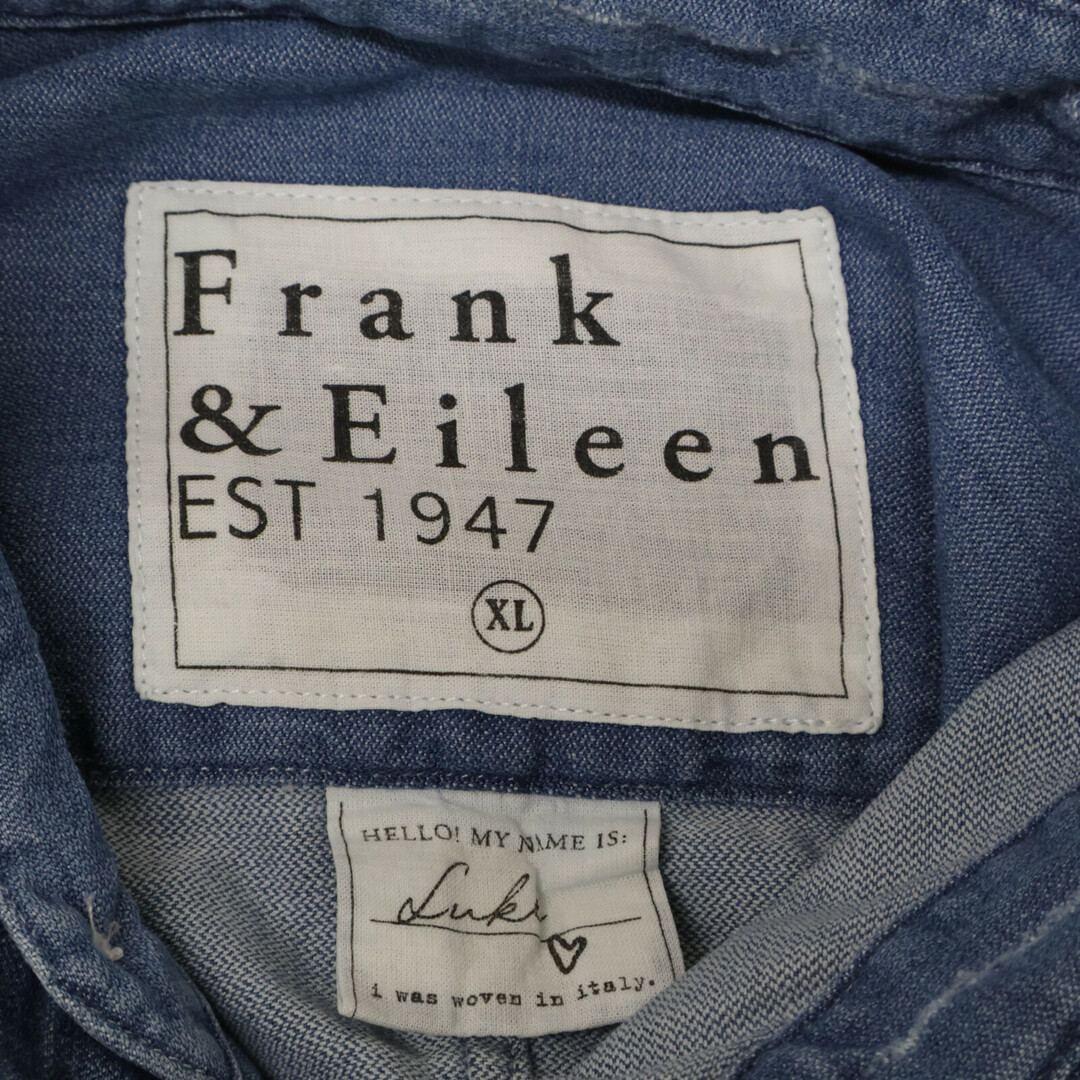 Frank
& Eileen
EST 1947
XL
HELLO! MY NAME IS:
Luke
i was woven in italy.